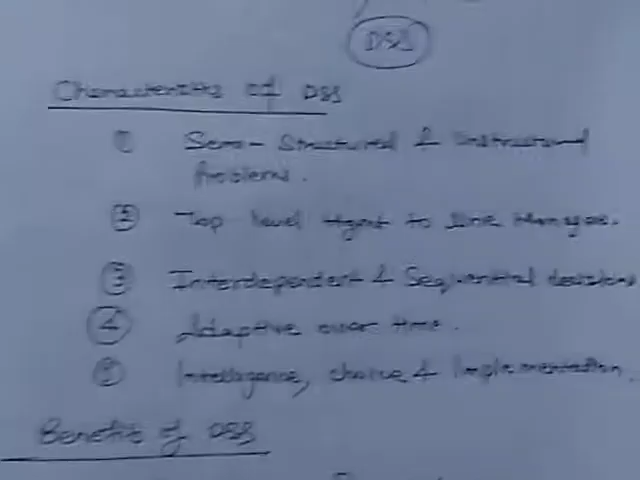 DSS
Characteristics of DSS
① Semi-Structured & Unstructured
Problems.
② Top level to Line Manager.
③ Interdependent & Sequential decisions
④ Adaptive over time.
⑤ Intelligence, choice & Implementation.
Benefits of DSS